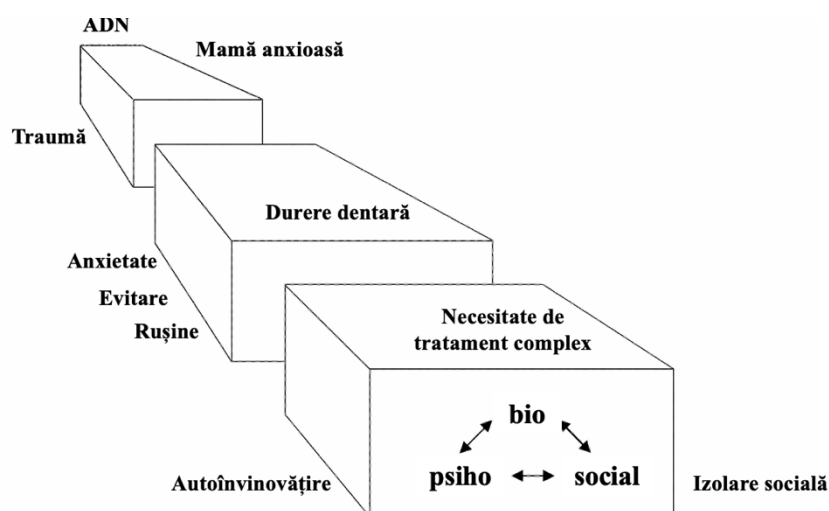 ADN
Mamă anxioasă
Traumă
Durere dentară
Anxietate
Evitare
Rușine
Necesitate de
tratament complex
bio
psiho
social
Autoînvinovățire
Izolare socială